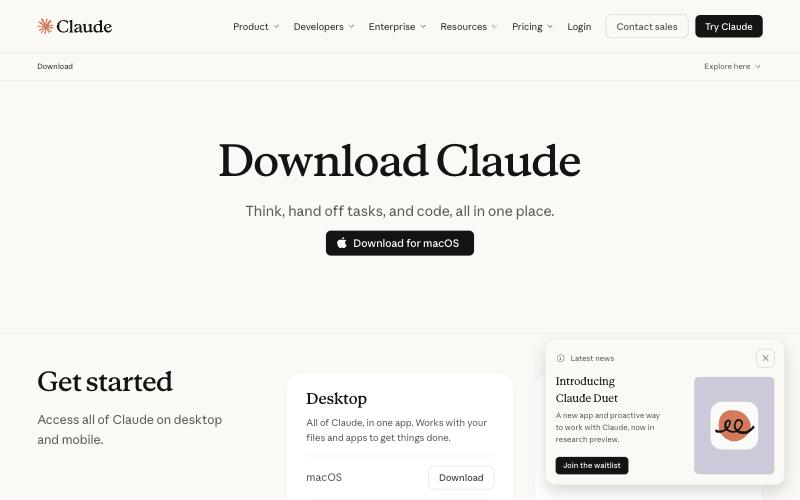 Claude
Product
Developers
Enterprise
Resources
Pricing
Login
Contact sales
Try Claude
Download
Explore here
Download Claude
Think, hand off tasks, and code, all in one place.
Download for macOS
Get started
Access all of Claude on desktop
and mobile.
Desktop
All of Claude, in one app. Works with your
files and apps to get things done.
macOS
Download
Latest news
Introducing
Claude Duet
A new app and proactive way
to work with Claude, now in
research preview.
Join the waitlist